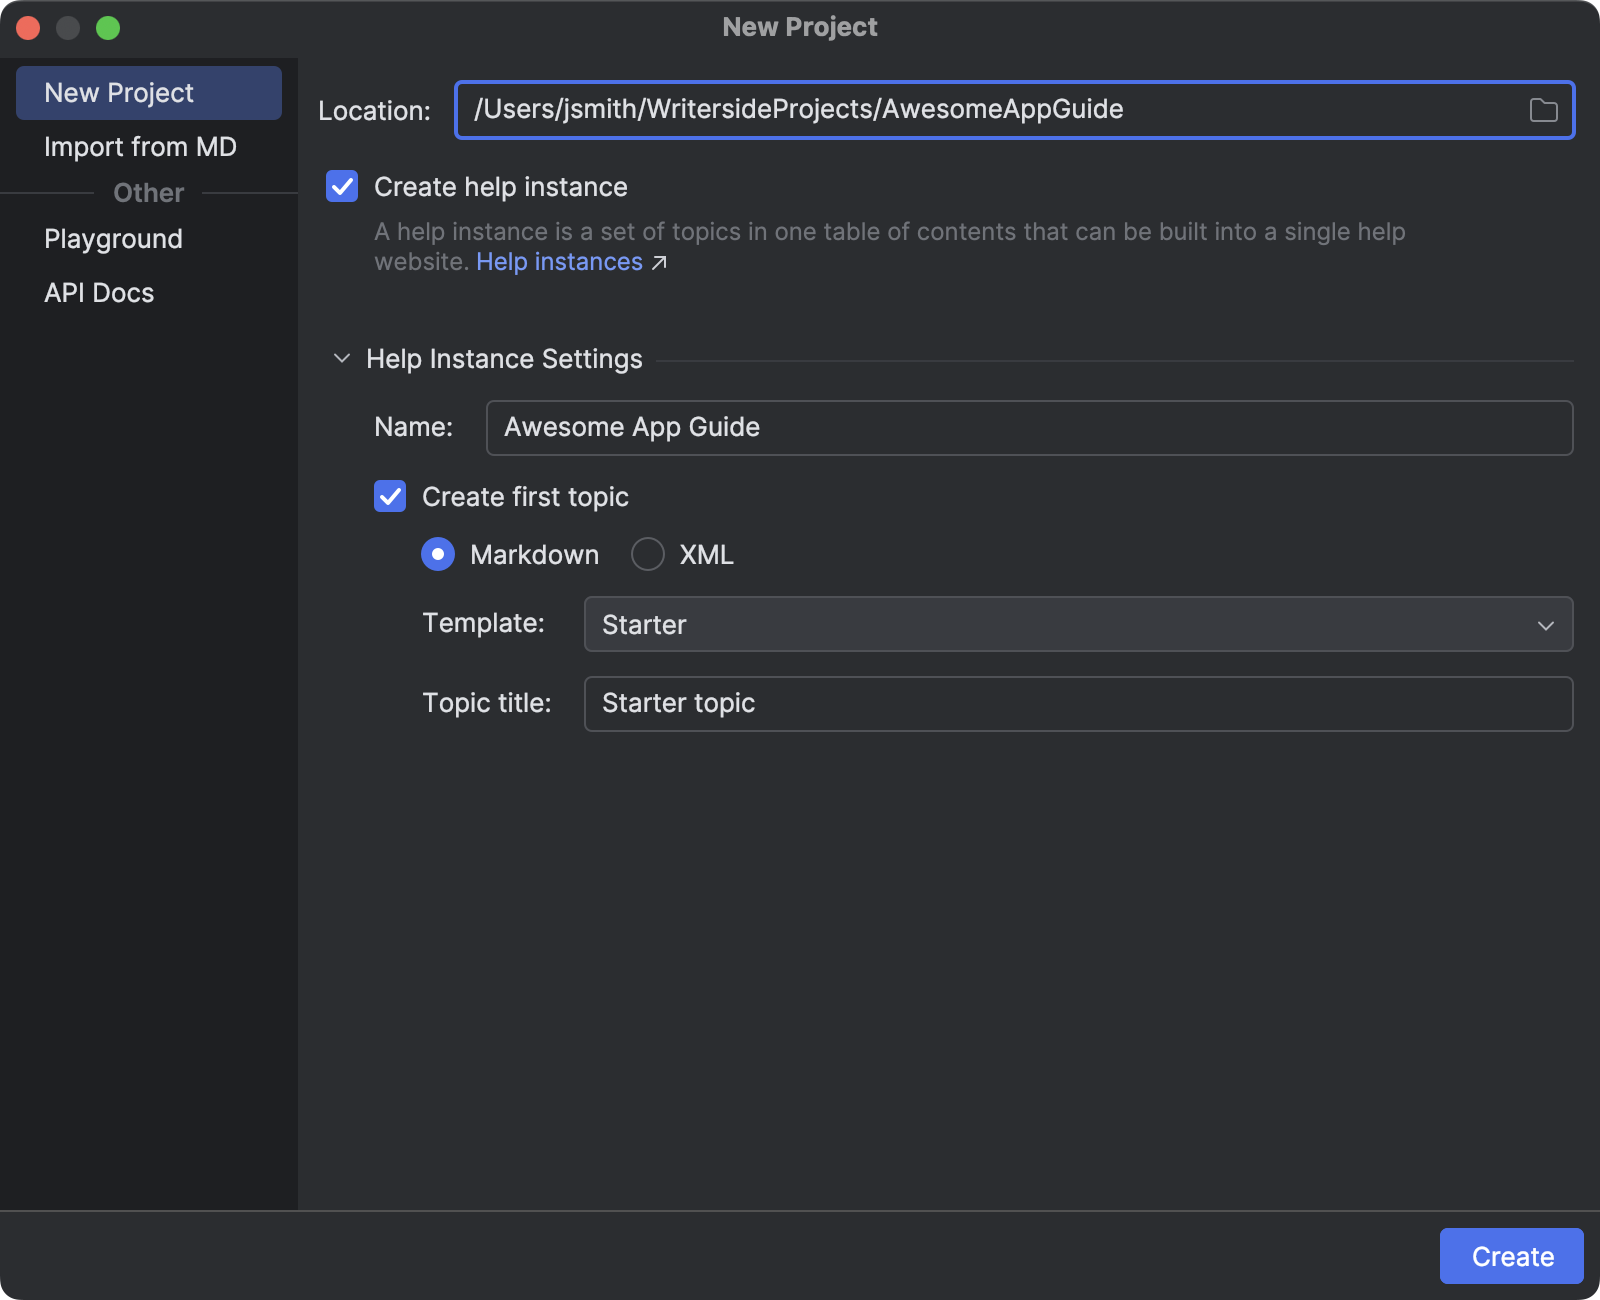 New Project
New Project
Import from MD
Other
Playground
API Docs
Location: /Users/jsmith/WritersideProjects/AwesomeAppGuide
Create help instance
A help instance is a set of topics in one table of contents that can be built into a single help
website. Help instances ↗
Help Instance Settings
Name: Awesome App Guide
Create first topic
Markdown XML
Template: Starter
Topic title: Starter topic
Create